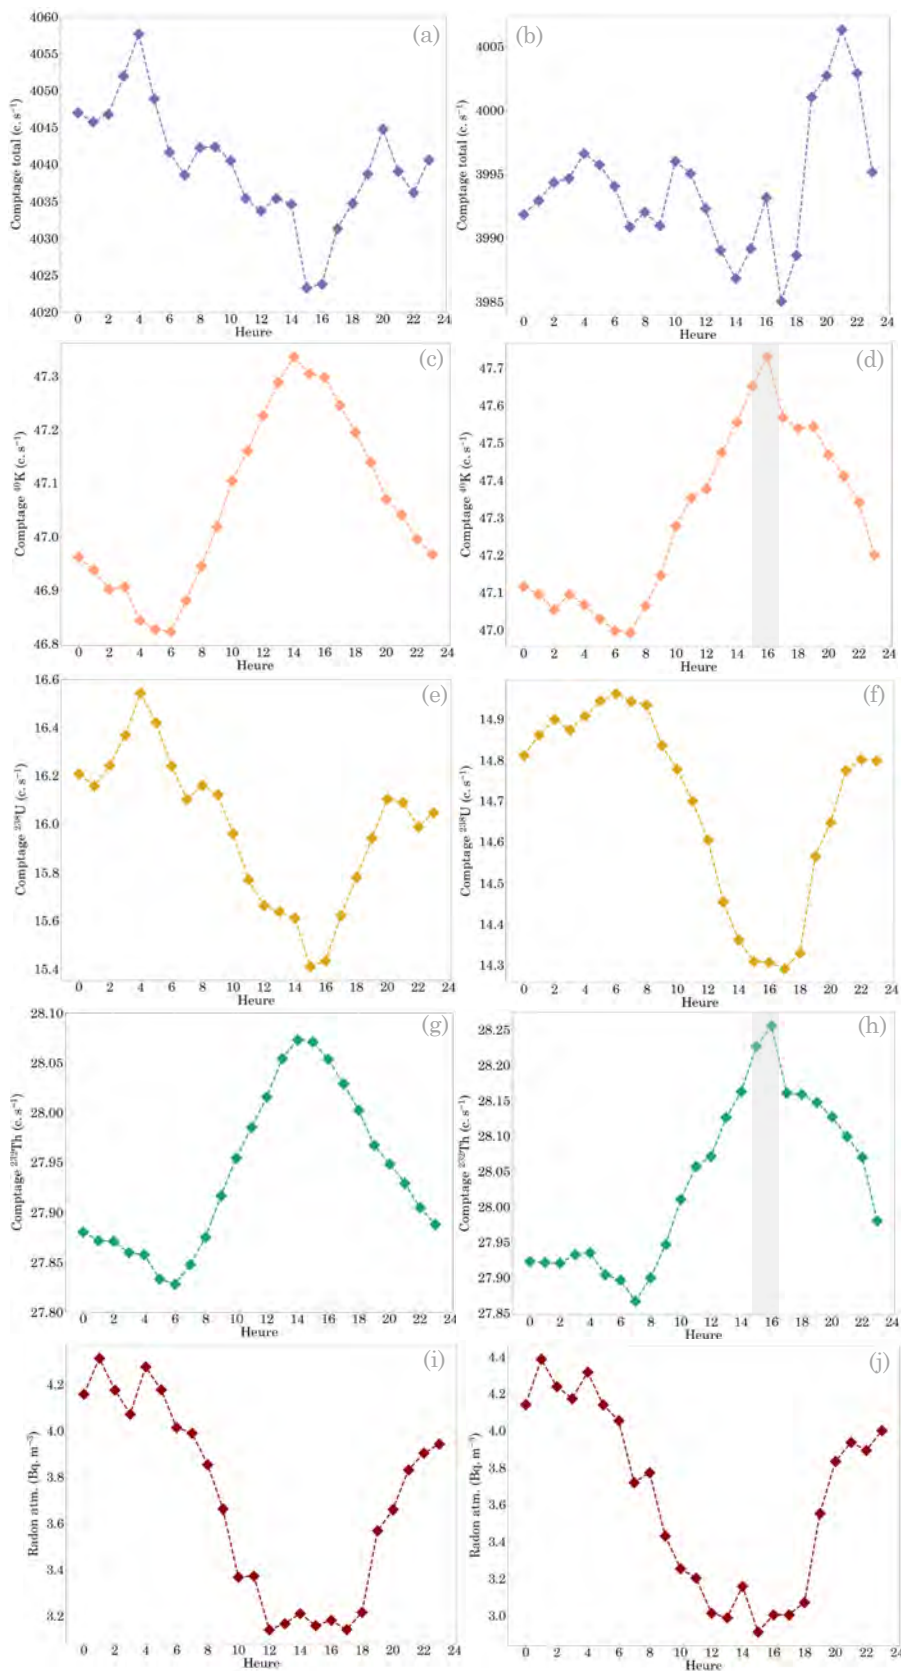 (a)
Comptage total (c. s⁻¹)
4060
4055
4050
4045
4040
4035
4030
4025
4020
0 2 4 6 8 10 12 14 16 18 20 22 24
Heure
(b)
Comptage total (c. s⁻¹)
4005
4000
3995
3990
3985
0 2 4 6 8 10 12 14 16 18 20 22 24
Heure
(c)
Comptage ⁴⁰K (c. s⁻¹)
47.3
47.2
47.1
47.0
46.9
46.8
0 2 4 6 8 10 12 14 16 18 20 22 24
Heure
(d)
Comptage ⁴⁰K (c. s⁻¹)
47.7
47.6
47.5
47.4
47.3
47.2
47.1
47.0
0 2 4 6 8 10 12 14 16 18 20 22 24
Heure
(e)
Comptage ²³⁸U (c. s⁻¹)
16.6
16.4
16.2
16.0
15.8
15.6
15.4
0 2 4 6 8 10 12 14 16 18 20 22 24
Heure
(f)
Comptage ²³⁸U (c. s⁻¹)
14.9
14.8
14.7
14.6
14.5
14.4
14.3
0 2 4 6 8 10 12 14 16 18 20 22 24
Heure
(g)
Comptage ²³²Th (c. s⁻¹)
28.10
28.05
28.00
27.95
27.90
27.85
27.80
0 2 4 6 8 10 12 14 16 18 20 22 24
Heure
(h)
Comptage ²³²Th (c. s⁻¹)
28.25
28.20
28.15
28.10
28.05
28.00
27.95
27.90
27.85
0 2 4 6 8 10 12 14 16 18 20 22 24
Heure
(i)
Radon atm. (Bq. m⁻³)
4.2
4.0
3.8
3.6
3.4
3.2
0 2 4 6 8 10 12 14 16 18 20 22 24
Heure
(j)
Radon atm. (Bq. m⁻³)
4.4
4.2
4.0
3.8
3.6
3.4
3.2
3.0
0 2 4 6 8 10 12 14 16 18 20 22 24
Heure